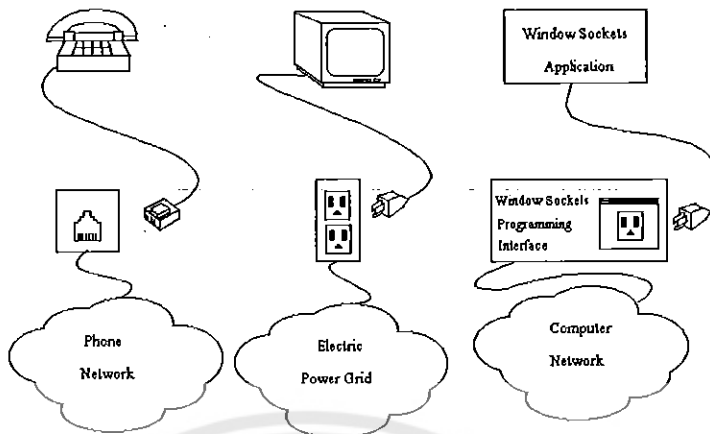 Window Sockets
Application
Window Sockets
Programming
Interface
Phone
Network
Electric
Power Grid
Computer
Network